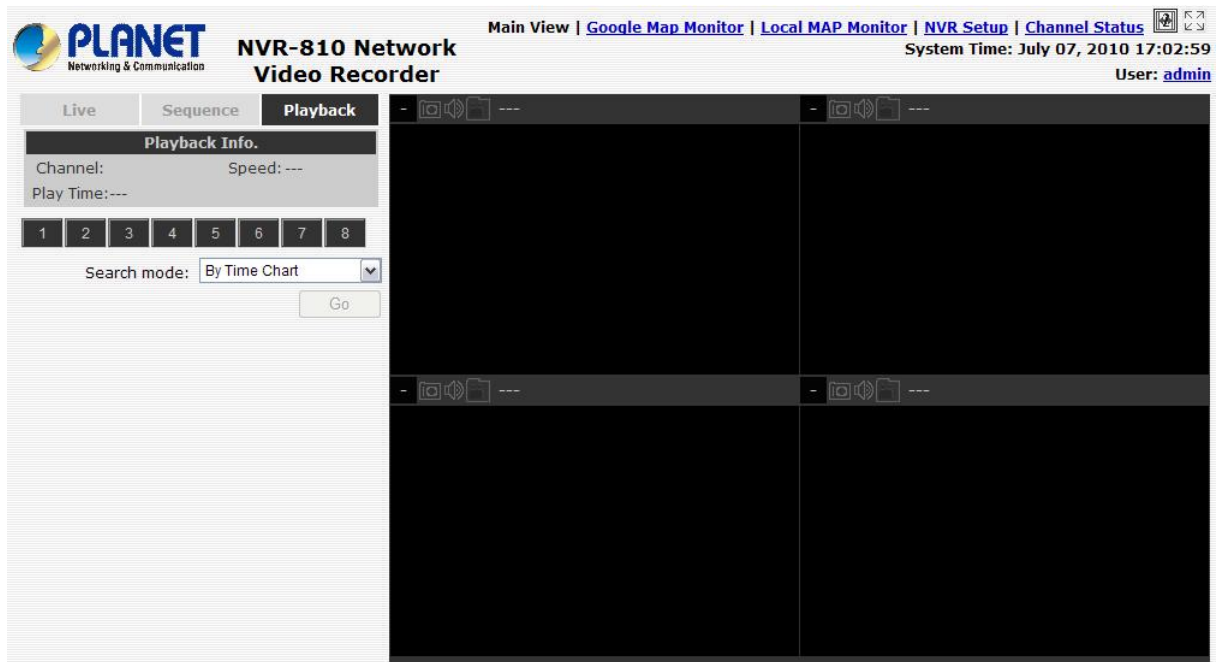 PLANET
Networking & Communication
NVR-810 Network
Video Recorder
Main View | Google Map Monitor | Local MAP Monitor | NVR Setup | Channel Status
System Time: July 07, 2010 17:02:59
User: admin
Live Sequence Playback
Playback Info.
Channel: Speed: ---
Play Time:---
1 2 3 4 5 6 7 8
Search mode: By Time Chart
Go
- ---
- ---
- ---
- ---